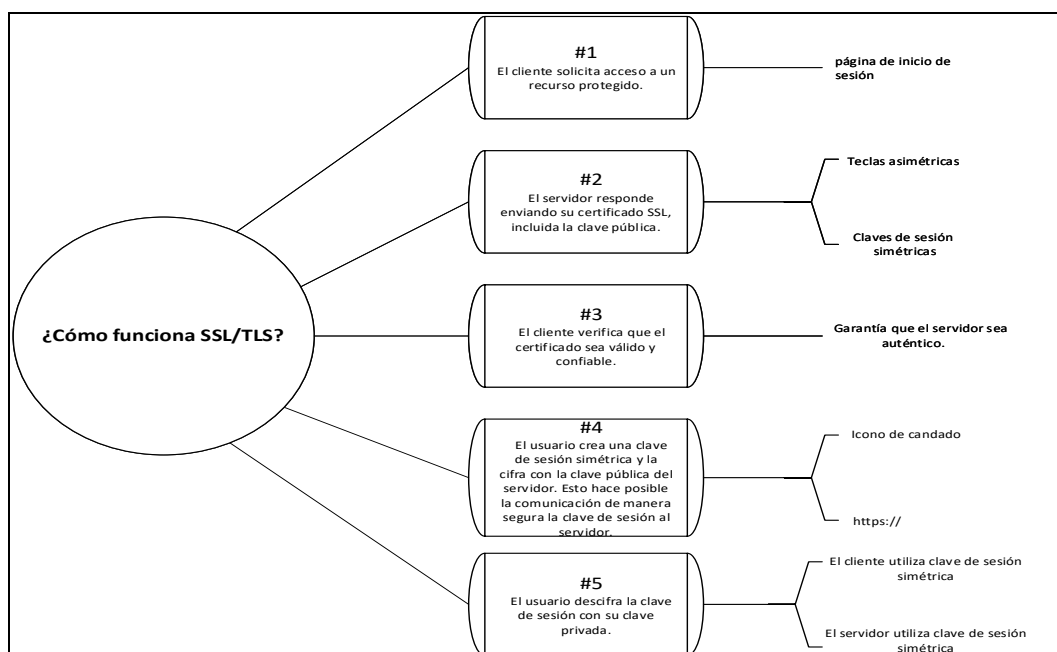 ¿Cómo funciona SSL/TLS?
#1
El cliente solicita acceso a un
recurso protegido.
página de inicio de
sesión
#2
El servidor responde
enviando su certificado SSL,
incluida la clave pública.
Teclas asimétricas
Claves de sesión
simétricas
#3
El cliente verifica que el
certificado sea válido y
confiable.
Garantía que el servidor sea
auténtico.
#4
El usuario crea una clave
de sesión simétrica y la
cifra con la clave pública del
servidor. Esto hace posible
la comunicación de manera
segura la clave de sesión al
servidor.
Icono de candado
https://
#5
El usuario descifra la clave
de sesión con su clave
privada.
El cliente utiliza clave de sesión
simétrica
El servidor utiliza clave de sesión
simétrica